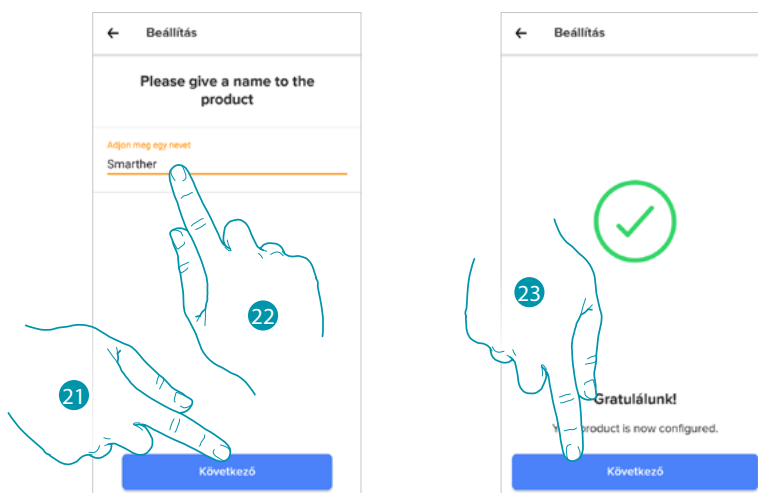 Beállítás
Please give a name to the
product
Adjon meg egy nevet
Smarther
22
21
Következő
Beállítás
23
Gratulálunk!
product is now configured.
Következő